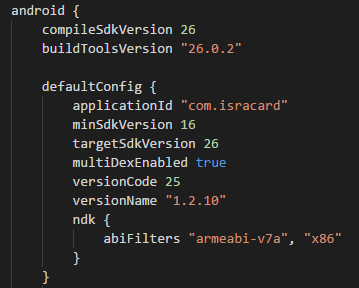 android {
compileSdkVersion 26
buildToolsVersion "26.0.2"
defaultConfig {
applicationId "com.isracard"
minSdkVersion 16
targetSdkVersion 26
multiDexEnabled true
versionCode 25
versionName "1.2.10"
ndk {
abiFilters "armeabi-v7a", "x86"
}
}